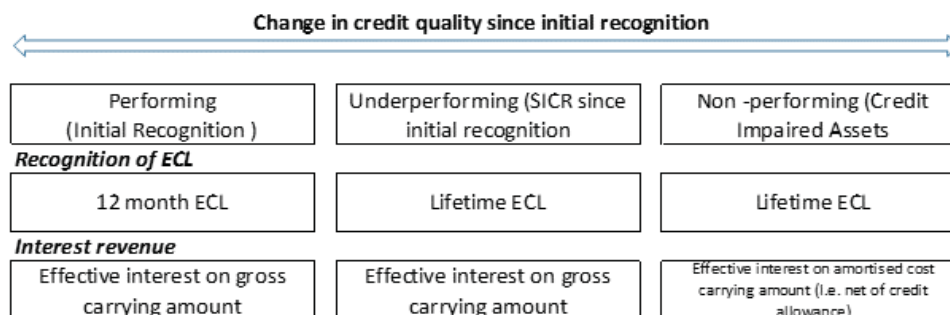 Change in credit quality since initial recognition
Performing
(Initial Recognition )
Underperforming (SICR since
initial recognition
Non -performing (Credit
Impaired Assets
Recognition of ECL
12 month ECL
Lifetime ECL
Lifetime ECL
Interest revenue
Effective interest on gross
carrying amount
Effective interest on gross
carrying amount
Effective interest on amortised cost
carrying amount (I.e. net of credit
allowance)